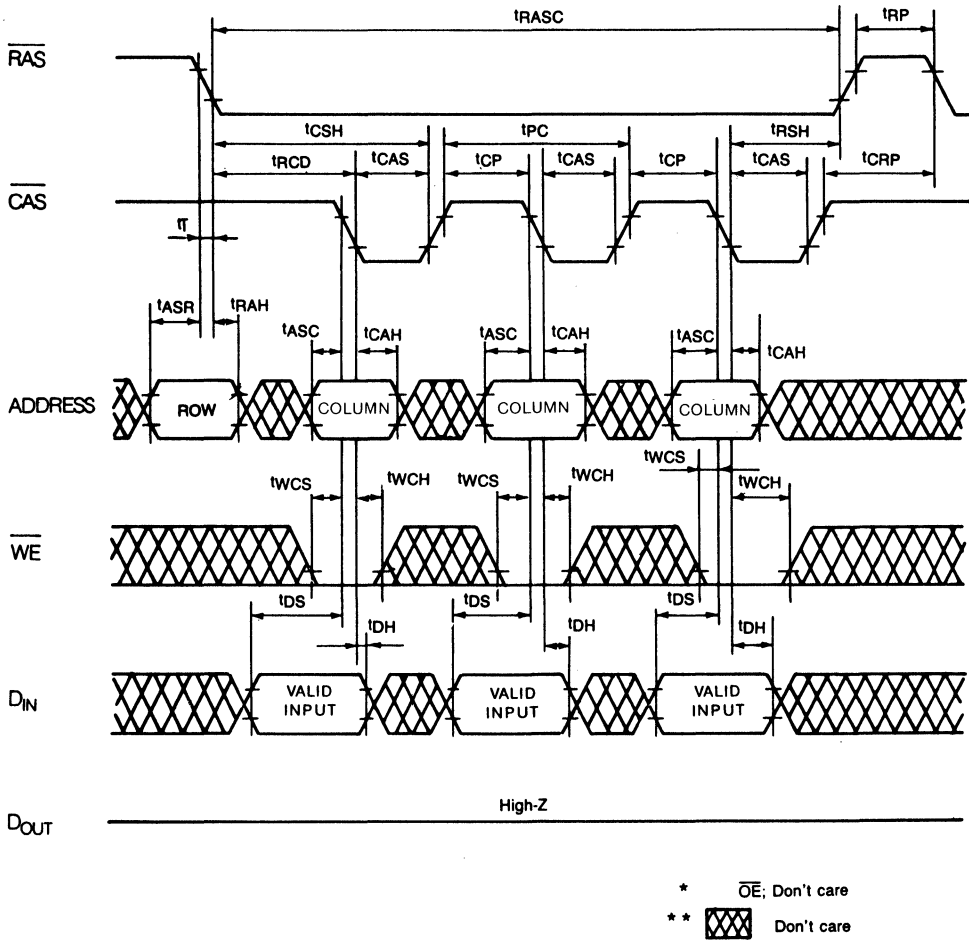 tRASC tRP
RAS
tCSH tPC tRSH
tRCD tCAS tCP tCAS tCP tCAS tCRP
CAS
tT
tASR tRAH tASC tCAH tASC tCAH tASC tCAH
ADDRESS ROW COLUMN COLUMN COLUMN
tWCS tWCH tWCS tWCH tWCS tWCH
WE
tDS tDH tDS tDH tDS tDH
DIN VALID INPUT VALID INPUT VALID INPUT
High-Z
DOUT
* OE; Don't care
** Don't care